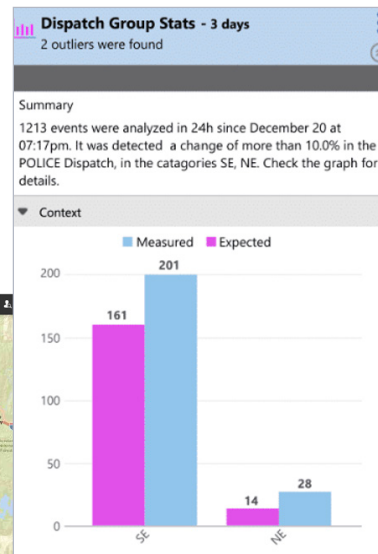 Dispatch Group Stats - 3 days
2 outliers were found
Summary
1213 events were analyzed in 24h since December 20 at
07:17pm. It was detected a change of more than 10.0% in the
POLICE Dispatch, in the catagories SE, NE. Check the graph for
details.
Context
Measured Expected
200
201
161
150
100
50
28
14
0
SE
NE